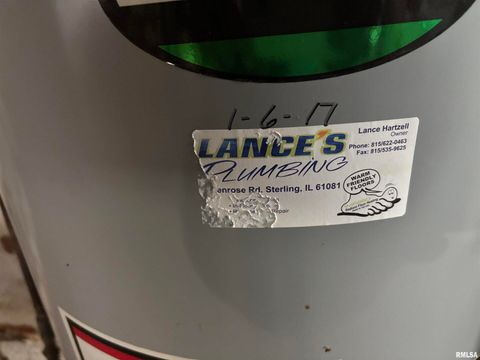 1-6-17
LANCE'S
PLUMBING
Lance Hartzell
Owner
Phone: 815/622-0463
Fax: 815/535-9625
enrose Rd. Sterling, IL 61081
WARM
FRIENDLY
FLOORS
RMLSA